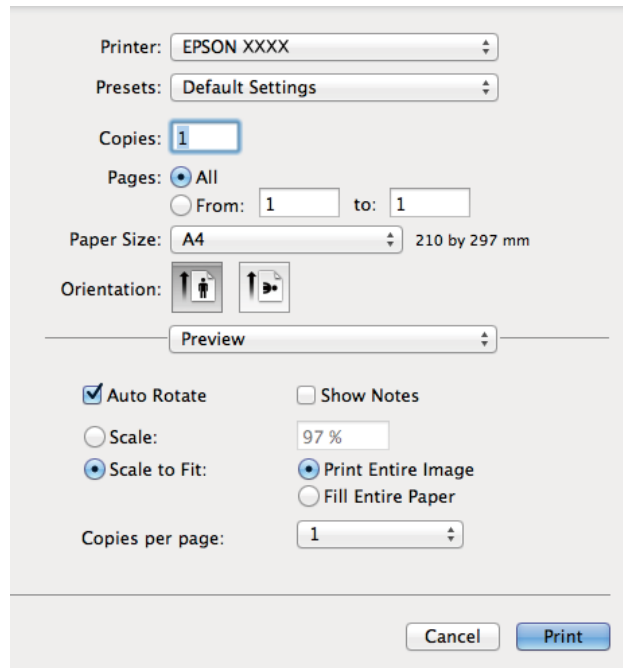 Printer: EPSON XXXX
Presets: Default Settings
Copies: 1
Pages: All
From: 1 to: 1
Paper Size: A4 210 by 297 mm
Orientation:
Preview
Auto Rotate Show Notes
Scale: 97 %
Scale to Fit: Print Entire Image
Fill Entire Paper
Copies per page: 1
Cancel Print